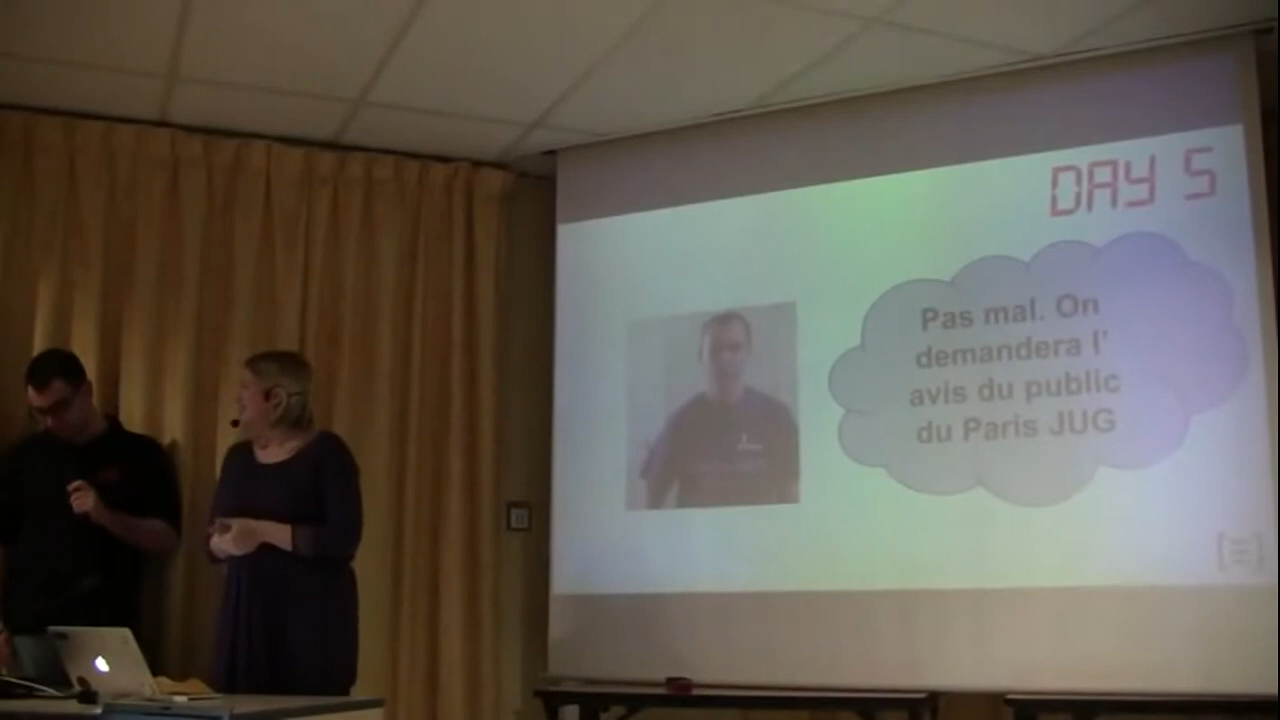 DAY 5
Pas mal. On
demandera l'
avis du public
du Paris JUG